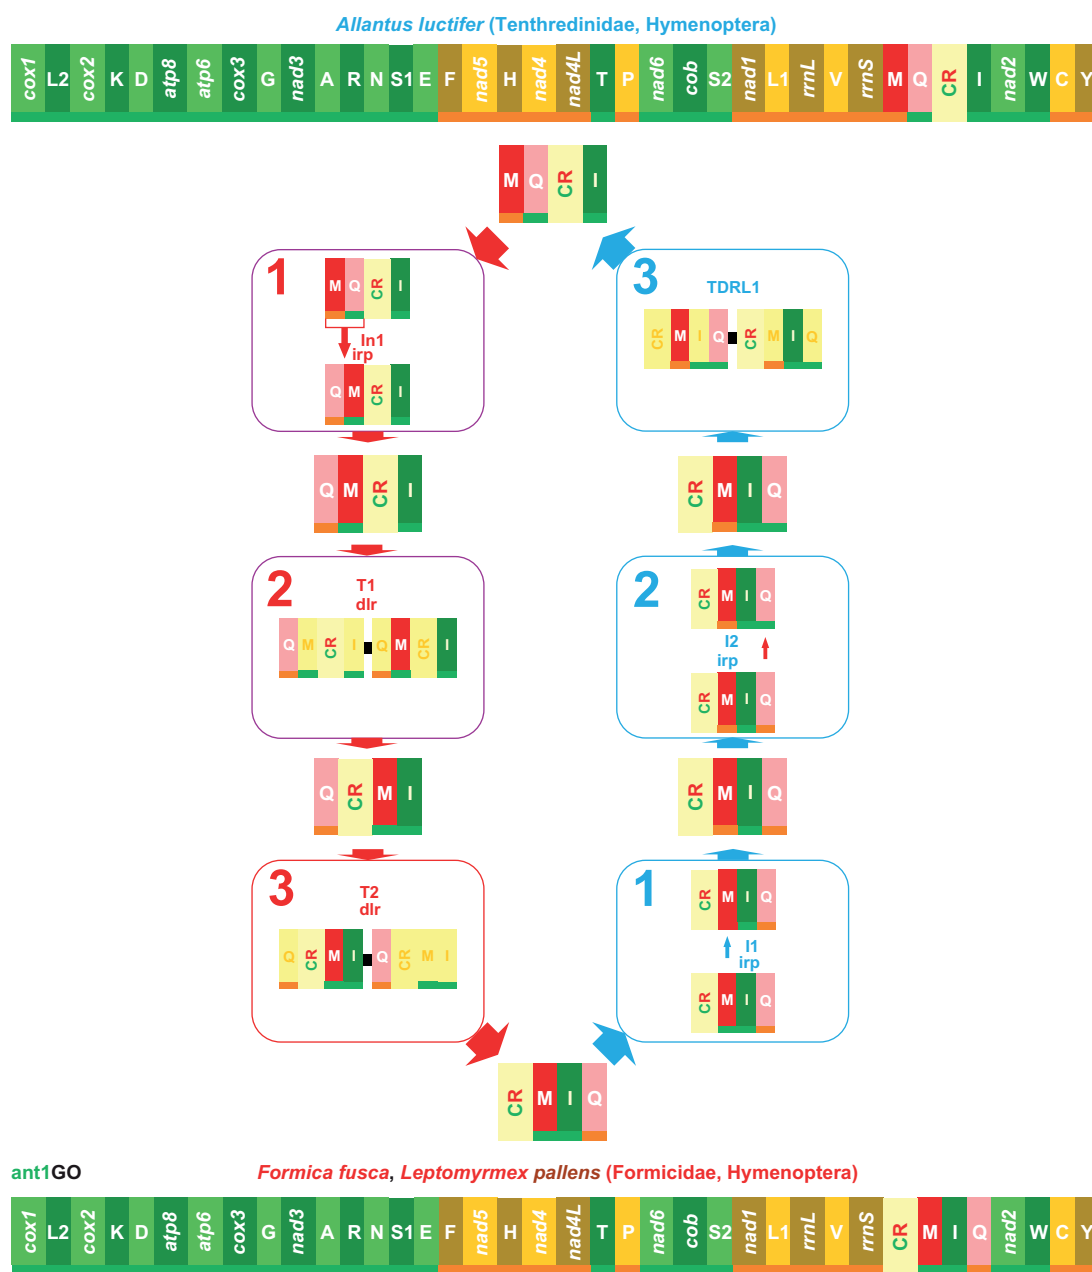 Allantus luctifer (Tenthredinidae, Hymenoptera)
cox1 L2 cox2 K D atp8 atp6 cox3 G nad3 A R N S1 E F nad5 H nad4 nad4L T P nad6 cob S2 nad1 L1 rrnL V rrnS M Q CR I nad2 W C Y
M Q CR I
1
M Q CR I
In1
irp
Q M CR I
Q M CR I
2
T1
dlr
Q M CR I Q M CR I
Q CR M I
3
T2
dlr
Q CR M I Q CR M I
3
TDRL1
CR M I Q CR M I Q
CR M I Q
2
CR M I Q
I2
irp
CR M I Q
CR M I Q
1
CR M I Q
I1
irp
CR M I Q
CR M I Q
ant1GO
Formica fusca, Leptomyrmex pallens (Formicidae, Hymenoptera)
cox1 L2 cox2 K D atp8 atp6 cox3 G nad3 A R N S1 E F nad5 H nad4 nad4L T P nad6 cob S2 nad1 L1 rrnL V rrnS CR M I Q nad2 W C Y